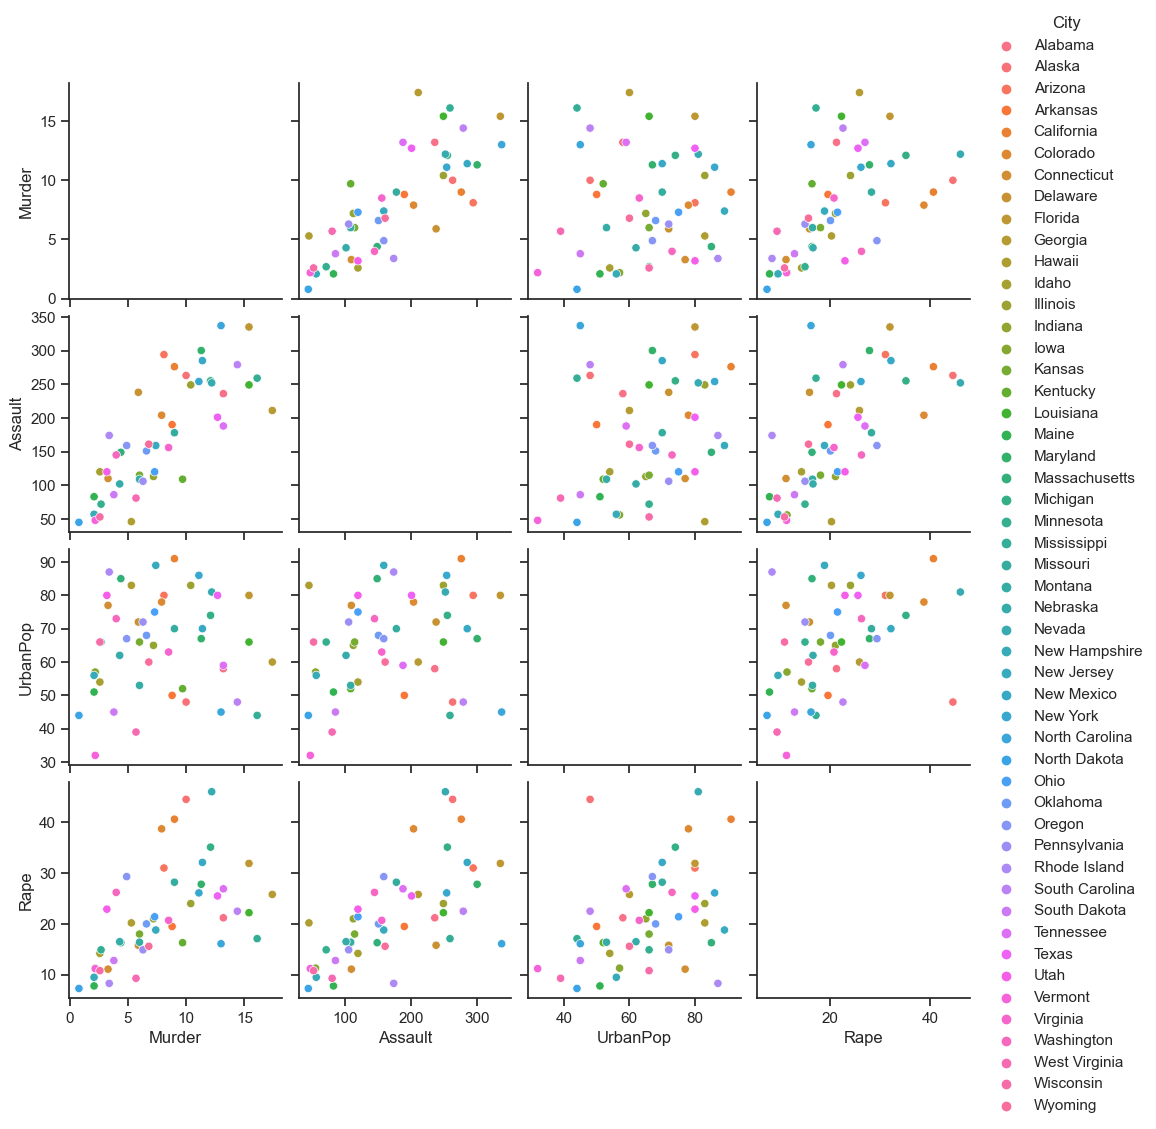 City
Alabama
Alaska
Arizona
Arkansas
California
Colorado
Connecticut
Delaware
Florida
Georgia
Hawaii
Idaho
Illinois
Indiana
Iowa
Kansas
Kentucky
Louisiana
Maine
Maryland
Massachusetts
Michigan
Minnesota
Mississippi
Missouri
Montana
Nebraska
Nevada
New Hampshire
New Jersey
New Mexico
New York
North Carolina
North Dakota
Ohio
Oklahoma
Oregon
Pennsylvania
Rhode Island
South Carolina
South Dakota
Tennessee
Texas
Utah
Vermont
Virginia
Washington
West Virginia
Wisconsin
Wyoming
Murder
15
10
5
0
Assault
350
300
250
200
150
100
50
UrbanPop
90
80
70
60
50
40
30
Rape
40
30
20
10
0 5 10 15
Murder
100 200 300
Assault
40 60 80
UrbanPop
20 40
Rape